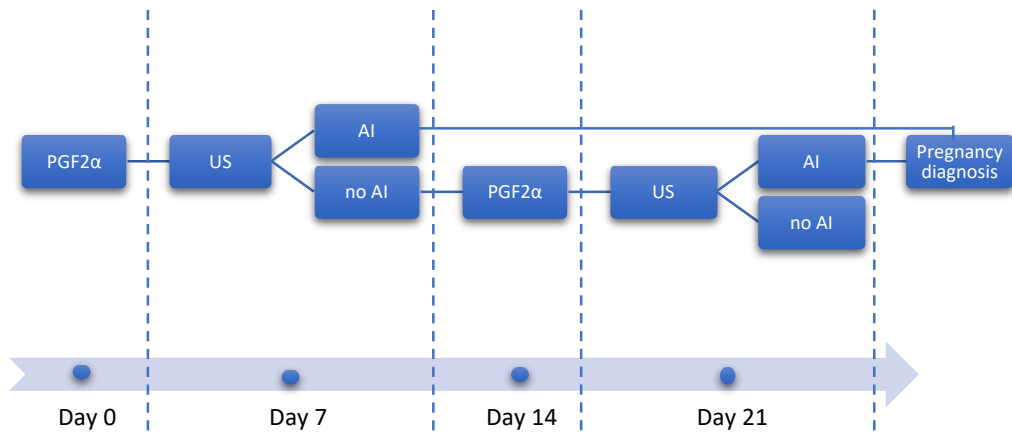 PGF2α
US
AI
no AI
PGF2α
US
AI
no AI
Pregnancy
diagnosis
Day 0
Day 7
Day 14
Day 21